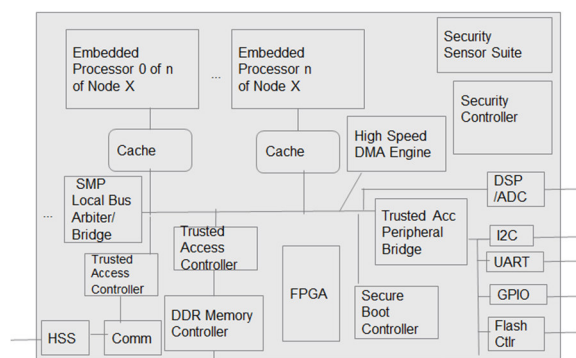 Embedded
Processor 0 of n
of Node X
...
Embedded
Processor n
of Node X
Security
Sensor Suite
Security
Controller
Cache
Cache
High Speed
DMA Engine
SMP
Local Bus
Arbiter/
Bridge
...
DSP
/ADC
Trusted Acc
Peripheral
Bridge
Trusted
Access
Controller
Trusted
Access
Controller
I2C
UART
FPGA
GPIO
DDR Memory
Controller
Secure
Boot
Controller
HSS
Comm
Flash
Ctlr